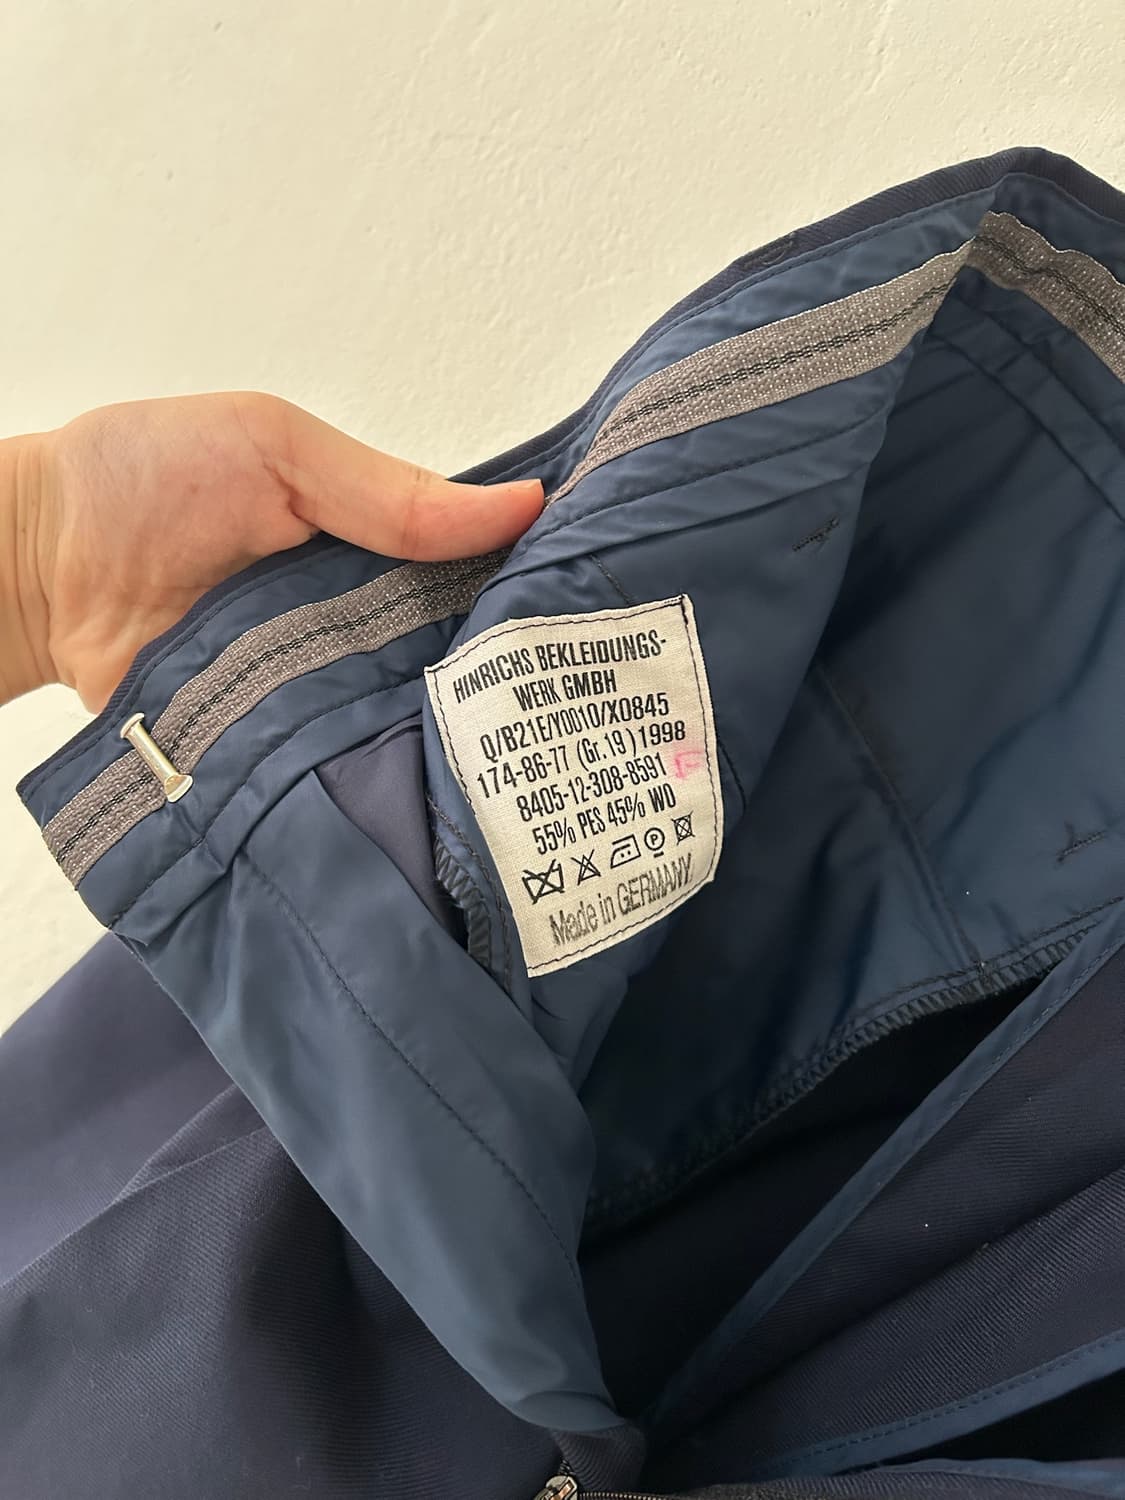 HINRICHS BEKLEIDUNGS-
WERK GMBH
Q/B21E/Y0010/X0845
174-86-77 (Gr.19) 1998
8405-12-308-8591
55% PES 45% WO
P
Made in GERMANY